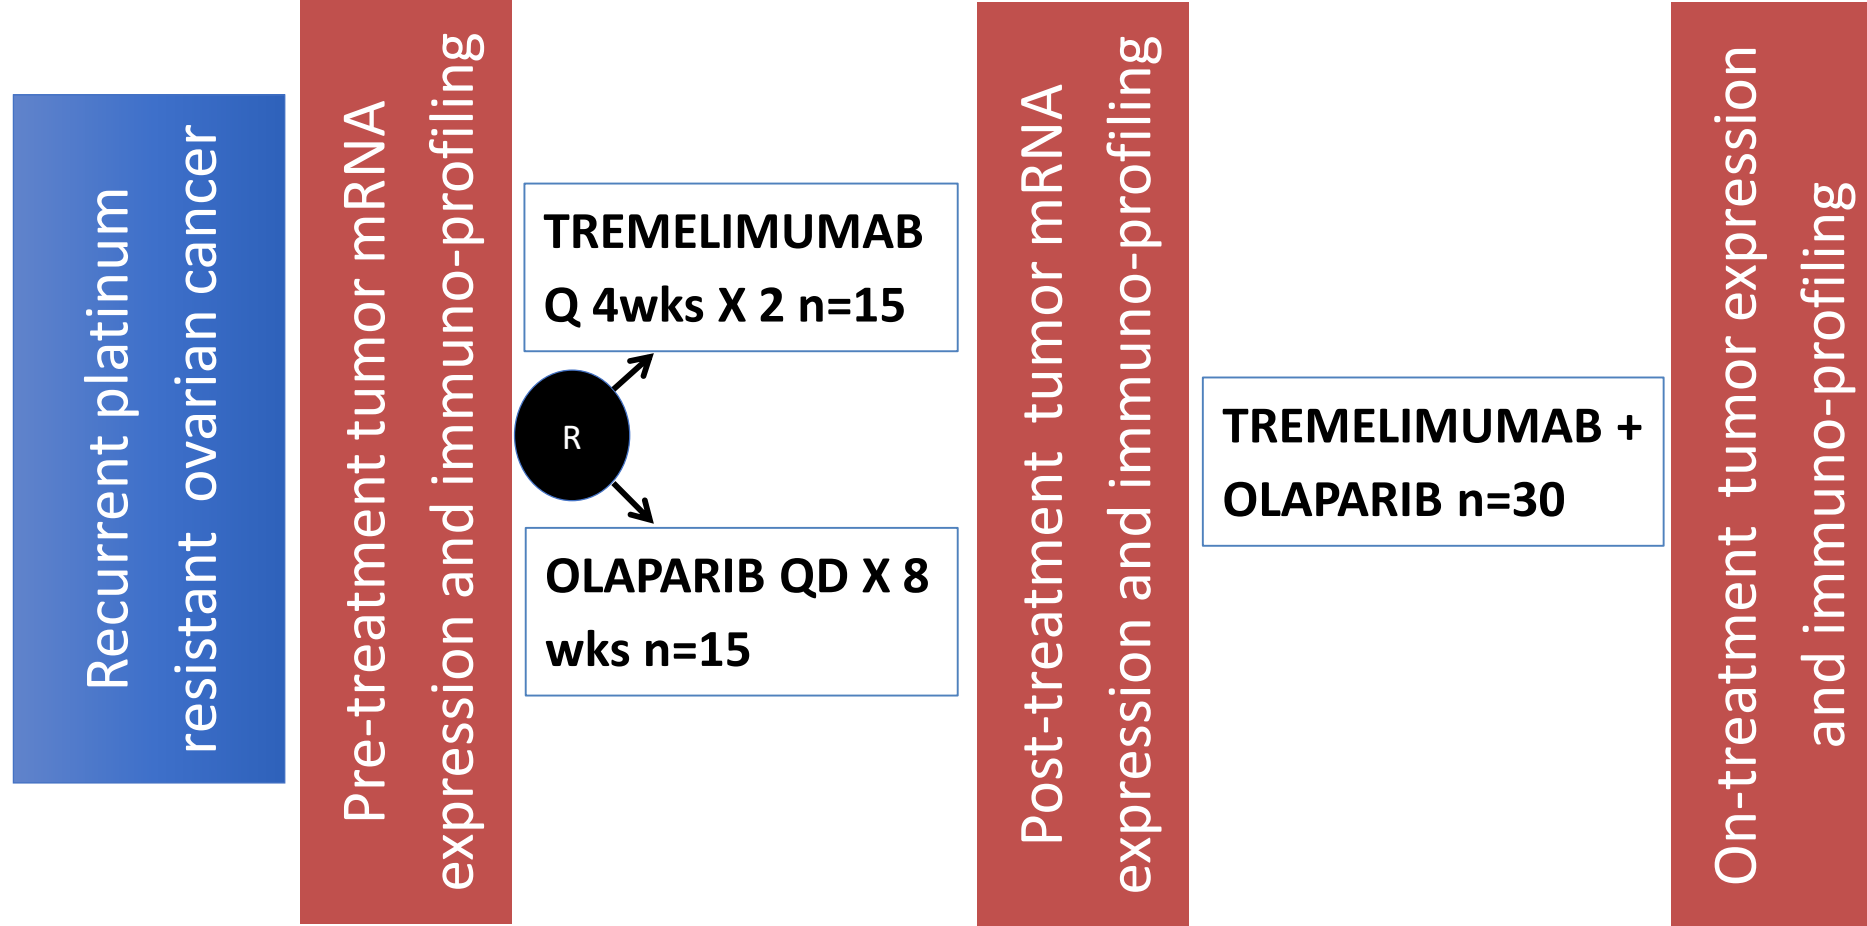 Recurrent platinum
resistant ovarian cancer
Pre-treatment tumor mRNA
expression and immuno-profiling
TREMELIMUMAB
Q 4wks X 2 n=15
R
OLAPARIB QD X 8
wks n=15
Post-treatment tumor mRNA
expression and immuno-profiling
TREMELIMUMAB +
OLAPARIB n=30
On-treatment tumor expression
and immuno-profiling